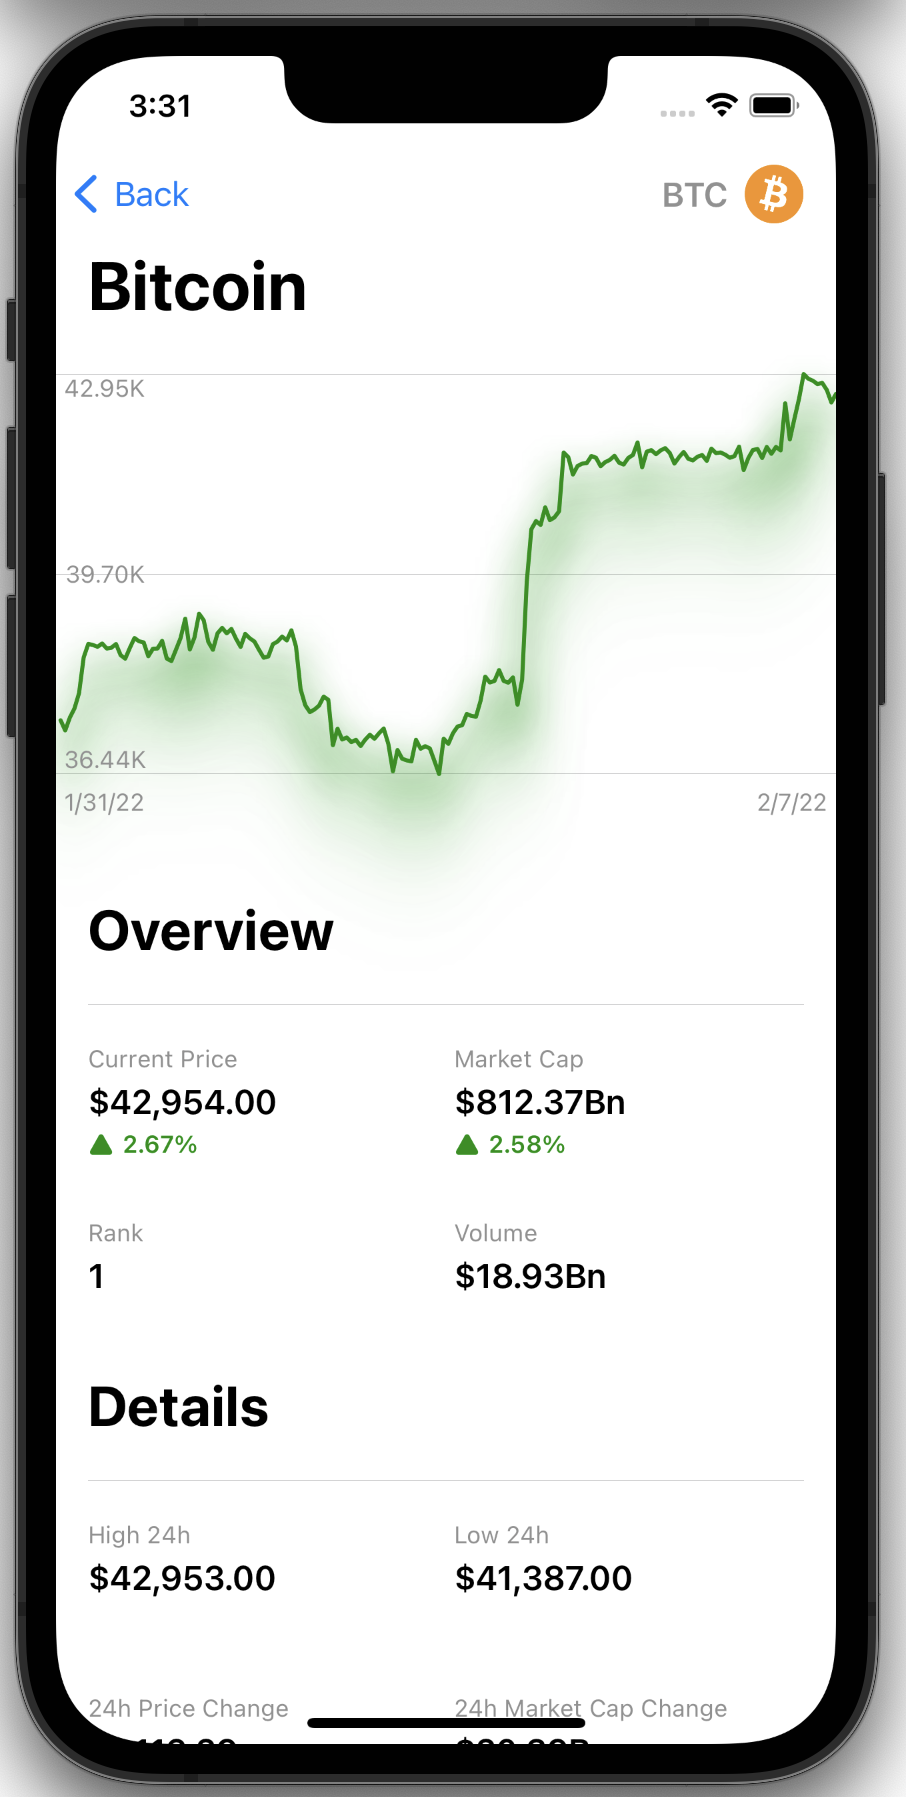 3:31
Back
BTC
Bitcoin
42.95K
39.70K
36.44K
1/31/22 2/7/22
Overview
Current Price Market Cap
$42,954.00 $812.37Bn
2.67% 2.58%
Rank Volume
1 $18.93Bn
Details
High 24h Low 24h
$42,953.00 $41,387.00
24h Price Change 24h Market Cap Change